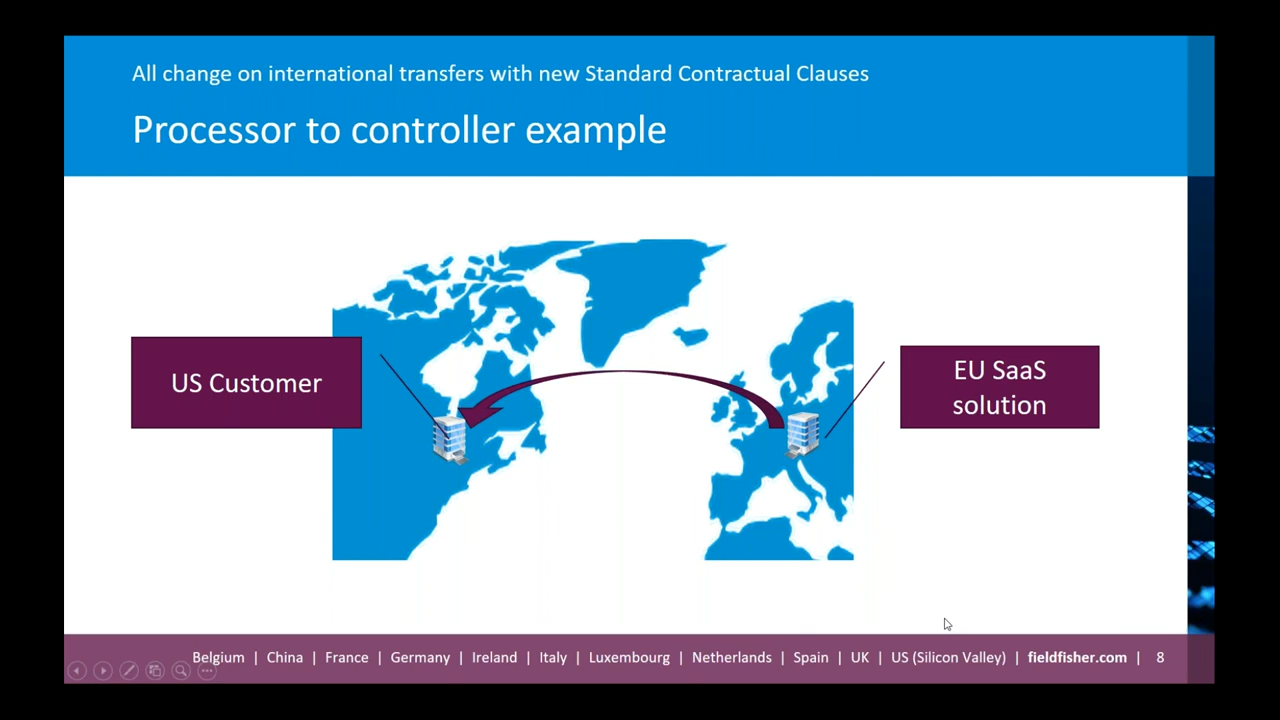 All change on international transfers with new Standard Contractual Clauses
Processor to controller example
US Customer
EU SaaS
solution
Belgium | China | France | Germany | Ireland | Italy | Luxembourg | Netherlands | Spain | UK | US (Silicon Valley) | fieldfisher.com | 8